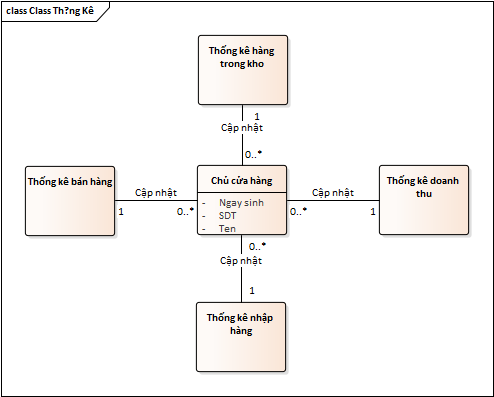 class Class Th?ng Kê
Thống kê hàng
trong kho
1
Cập nhật
0..*
Thống kê bán hàng
Cập nhật
1
0..*
Chủ cửa hàng
- Ngay sinh
- SDT
- Ten
Cập nhật
0..*
1
Thống kê doanh
thu
0..*
Cập nhật
1
Thống kê nhập
hàng